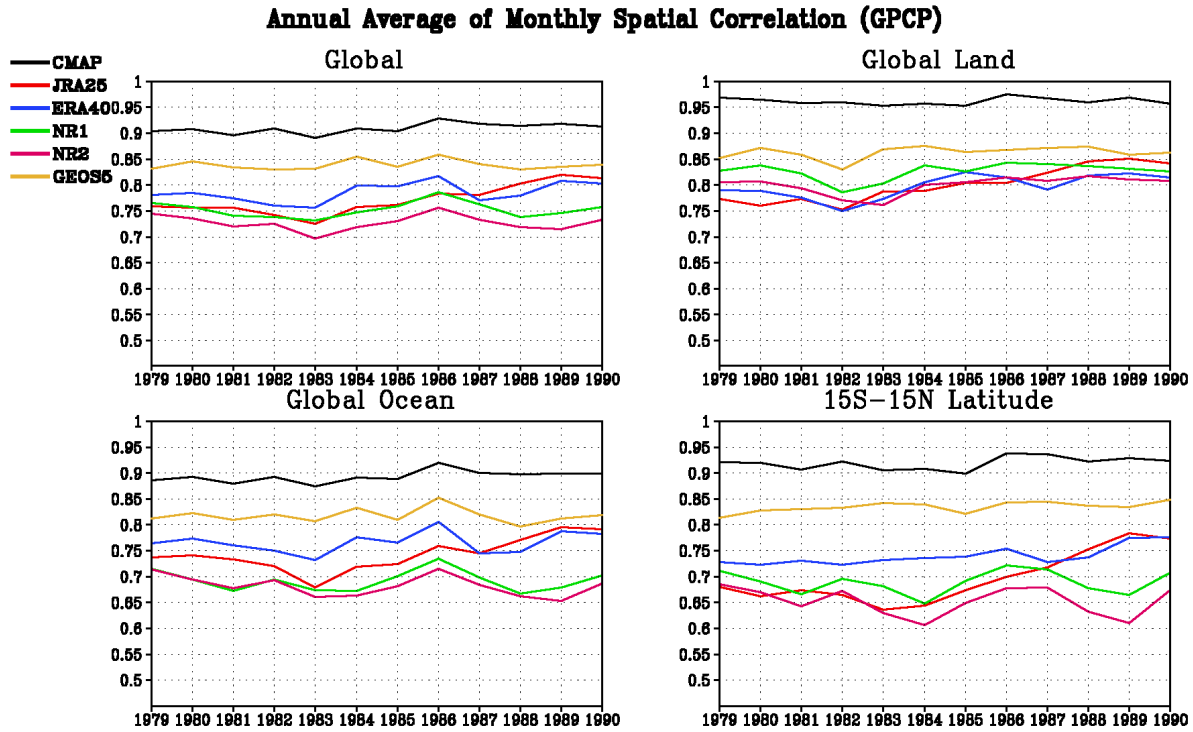 Annual Average of Monthly Spatial Correlation (GPCP)
CMAP
JRA25
ERA40
NR1
NR2
GEOS5
Global
1
0.95
0.9
0.85
0.8
0.75
0.7
0.65
0.6
0.55
0.5
1979 1980 1981 1982 1983 1984 1985 1986 1987 1988 1989 1990
Global Land
1
0.95
0.9
0.85
0.8
0.75
0.7
0.65
0.6
0.55
0.5
1979 1980 1981 1982 1983 1984 1985 1986 1987 1988 1989 1990
Global Ocean
1
0.95
0.9
0.85
0.8
0.75
0.7
0.65
0.6
0.55
0.5
1979 1980 1981 1982 1983 1984 1985 1986 1987 1988 1989 1990
15S-15N Latitude
1
0.95
0.9
0.85
0.8
0.75
0.7
0.65
0.6
0.55
0.5
1979 1980 1981 1982 1983 1984 1985 1986 1987 1988 1989 1990